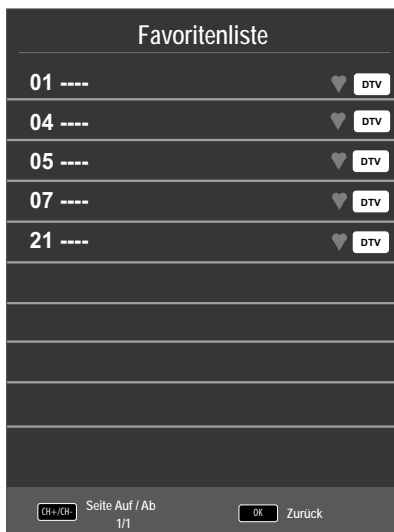 Favoritenliste
01 ---- DTV
04 ---- DTV
05 ---- DTV
07 ---- DTV
21 ---- DTV
CH+/CH- Seite Auf / Ab OK Zurück
1/1